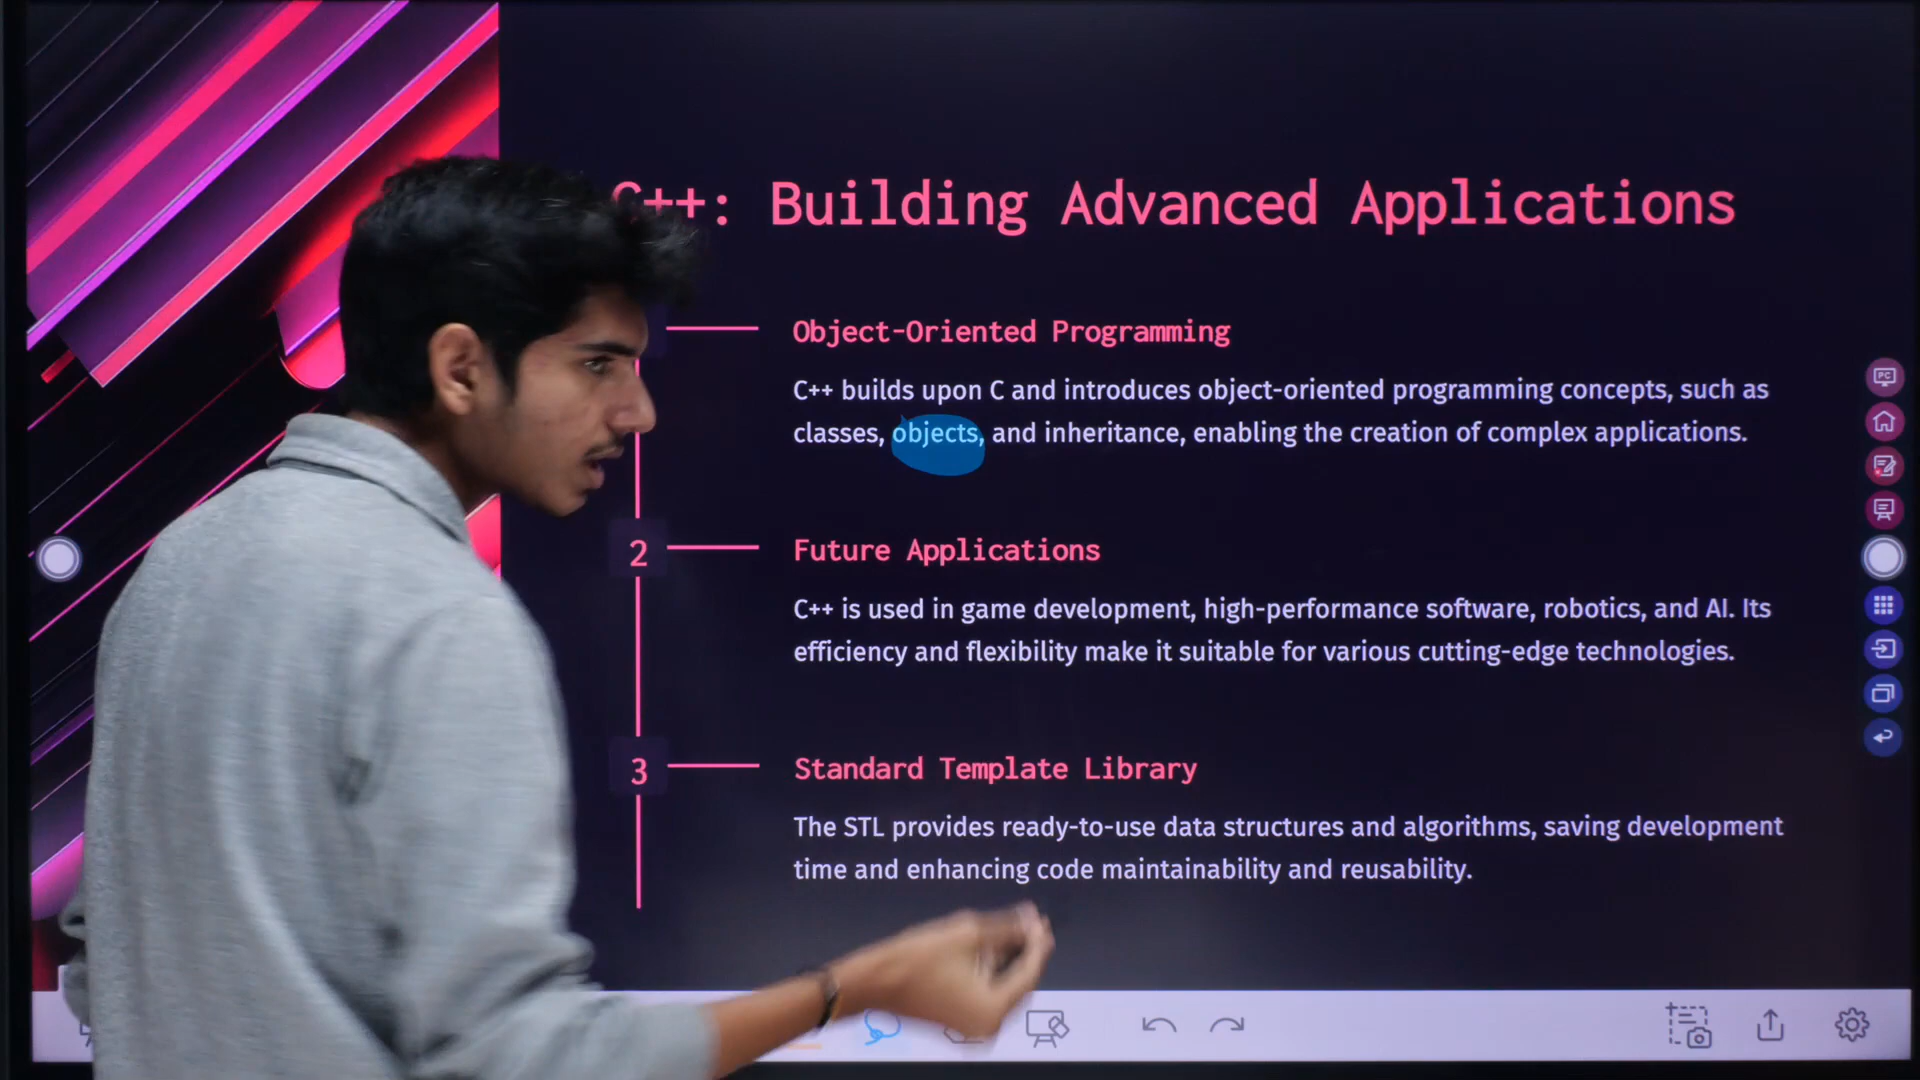 C++: Building Advanced Applications
Object-Oriented Programming
C++ builds upon C and introduces object-oriented programming concepts, such as
classes, objects, and inheritance, enabling the creation of complex applications.
2
Future Applications
C++ is used in game development, high-performance software, robotics, and AI. Its
efficiency and flexibility make it suitable for various cutting-edge technologies.
3
Standard Template Library
The STL provides ready-to-use data structures and algorithms, saving development
time and enhancing code maintainability and reusability.
PC